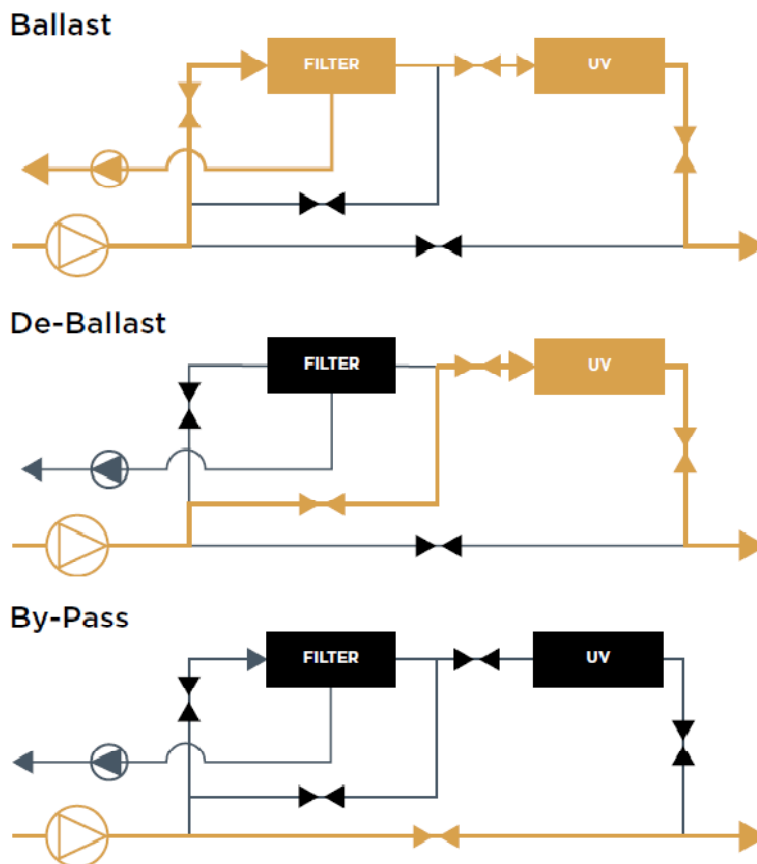 Ballast
FILTER
UV
De-Ballast
FILTER
UV
By-Pass
FILTER
UV